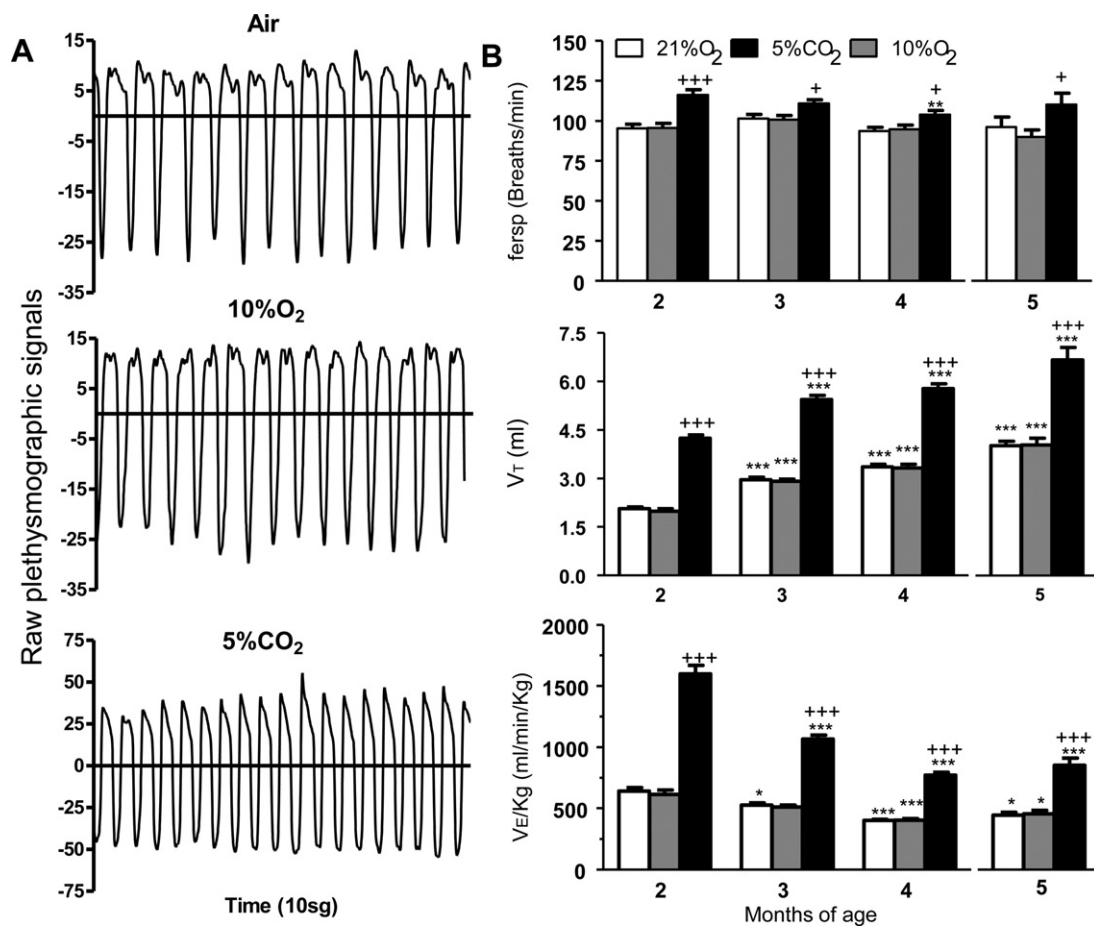 A
Air
15
5
-5
-15
-25
-35
10%O2
15
5
-5
-15
-25
-35
5%CO2
75
50
25
0
-25
-50
-75
Raw plethysmographic signals
Time (10sg)
B
21%O2 5%CO2 10%O2
150
125
100
75
50
25
0
fersp (Breaths/min)
+++
+
+
**
+
2 3 4 5
7.5
6.0
4.5
3.0
1.5
0.0
VT (ml)
+++
*** *** +++
***
*** *** +++
***
*** *** +++
***
2 3 4 5
2000
1500
1000
500
0
VE/Kg (ml/min/Kg)
+++
* +++
***
*** *** +++
***
* * +++
***
2 3 4 5
Months of age